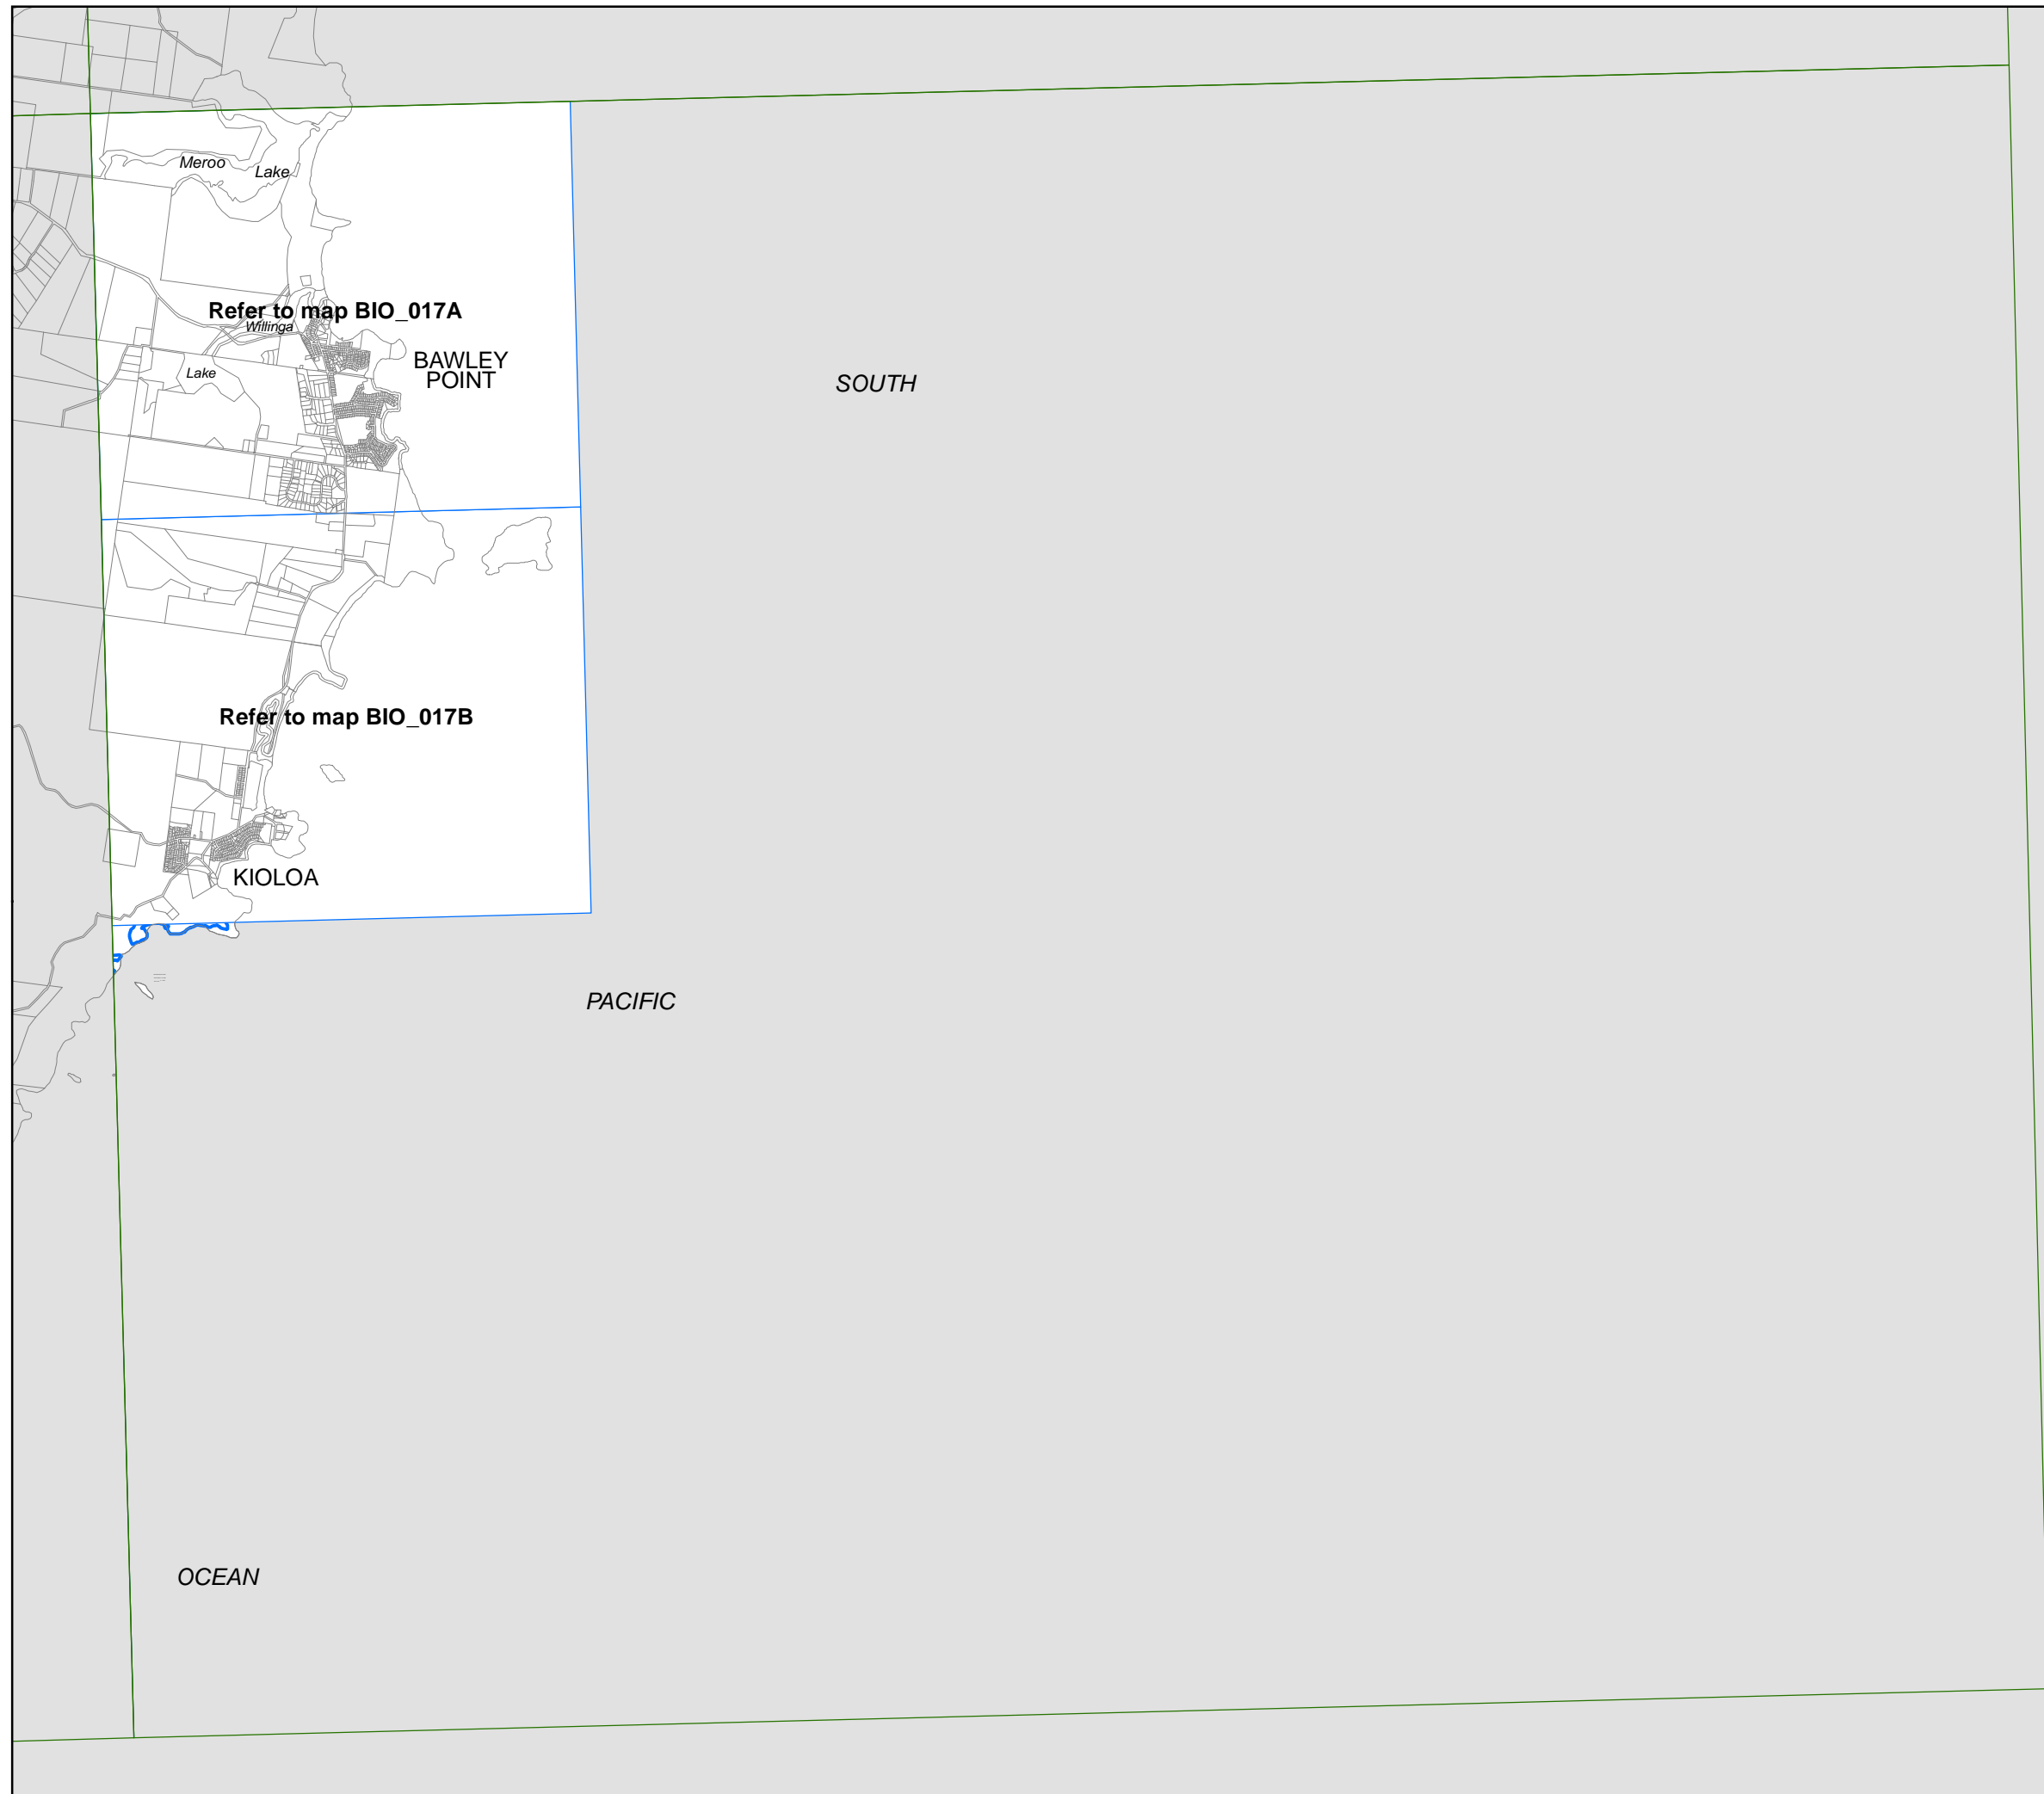 Meroo
Lake
Refer to map BIO_017A
Willinga
BAWLEY
POINT
Lake
SOUTH
Refer to map BIO_017B
KIOLOA
PACIFIC
OCEAN